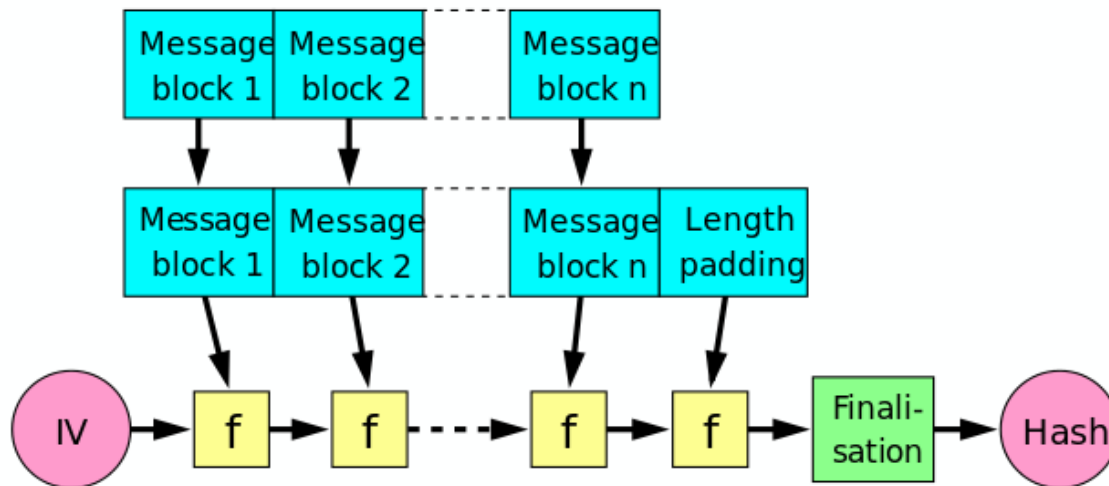 Message Message Message
block 1 block 2 block n
Message Message Message Length
block 1 block 2 block n padding
IV f f f f Finali- Hash
sation